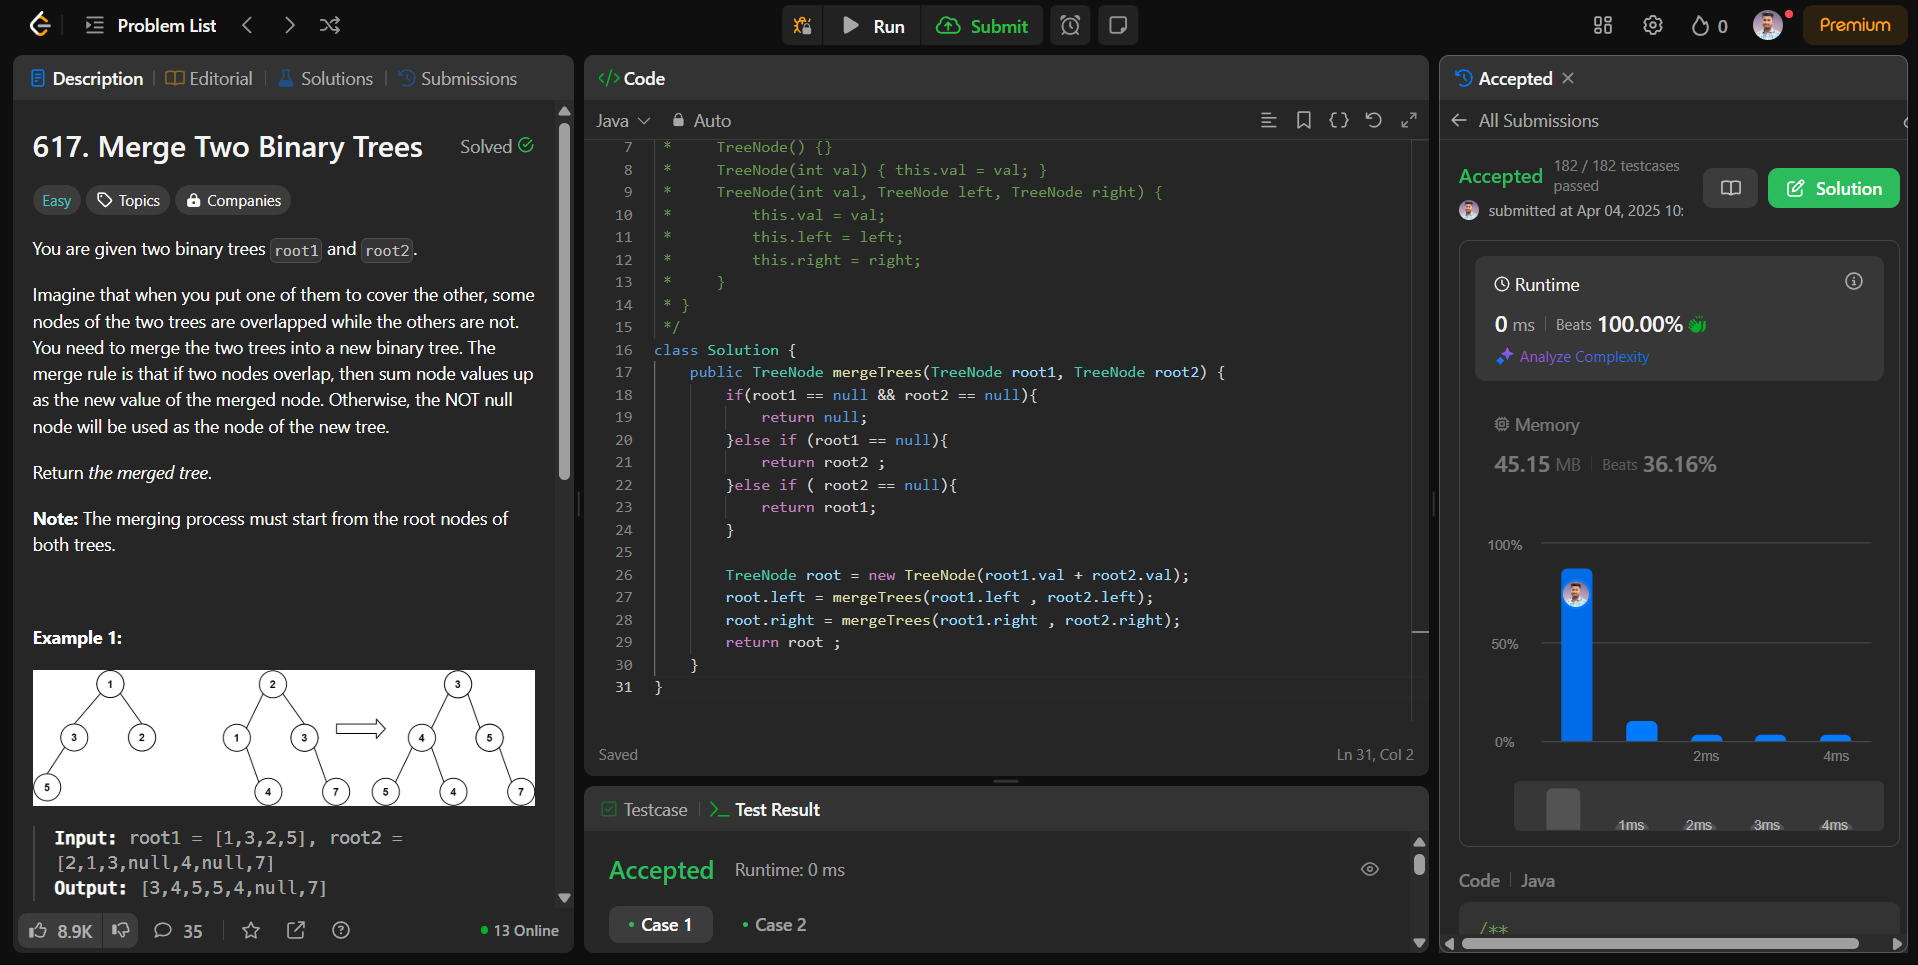 Problem List
Run
Submit
0
Premium
Description
Editorial
Solutions
Submissions
617. Merge Two Binary Trees
Solved
Easy
Topics
Companies
You are given two binary trees root1 and root2.
Imagine that when you put one of them to cover the other, some
nodes of the two trees are overlapped while the others are not.
You need to merge the two trees into a new binary tree. The
merge rule is that if two nodes overlap, then sum node values up
as the new value of the merged node. Otherwise, the NOT null
node will be used as the node of the new tree.
Return the merged tree.
Note: The merging process must start from the root nodes of
both trees.
Example 1:
1 2 3
3 2 1 3 4 5
5 4 7 5 4 7
Input: root1 = [1,3,2,5], root2 =
[2,1,3,null,4,null,7]
Output: [3,4,5,5,4,null,7]
8.9K
35
13 Online
</> Code
Java
Auto
7 * TreeNode() {}
8 * TreeNode(int val) { this.val = val; }
9 * TreeNode(int val, TreeNode left, TreeNode right) {
10 * this.val = val;
11 * this.left = left;
12 * this.right = right;
13 * }
14 * }
15 */
16 class Solution {
17 public TreeNode mergeTrees(TreeNode root1, TreeNode root2) {
18 if(root1 == null && root2 == null){
19 return null;
20 }else if (root1 == null){
21 return root2 ;
22 }else if ( root2 == null){
23 return root1;
24 }
25
26 TreeNode root = new TreeNode(root1.val + root2.val);
27 root.left = mergeTrees(root1.left , root2.left);
28 root.right = mergeTrees(root1.right , root2.right);
29 return root ;
30 }
31 }
Saved
Ln 31, Col 2
Testcase
Test Result
Accepted
Runtime: 0 ms
Case 1
Case 2
Accepted
All Submissions
Accepted
182 / 182 testcases
passed
submitted at Apr 04, 2025 10:
Solution
Runtime
0 ms
Beats 100.00%
Analyze Complexity
Memory
45.15 MB
Beats 36.16%
100%
50%
0%
2ms
4ms
1ms
2ms
3ms
4ms
Code
Java
/**